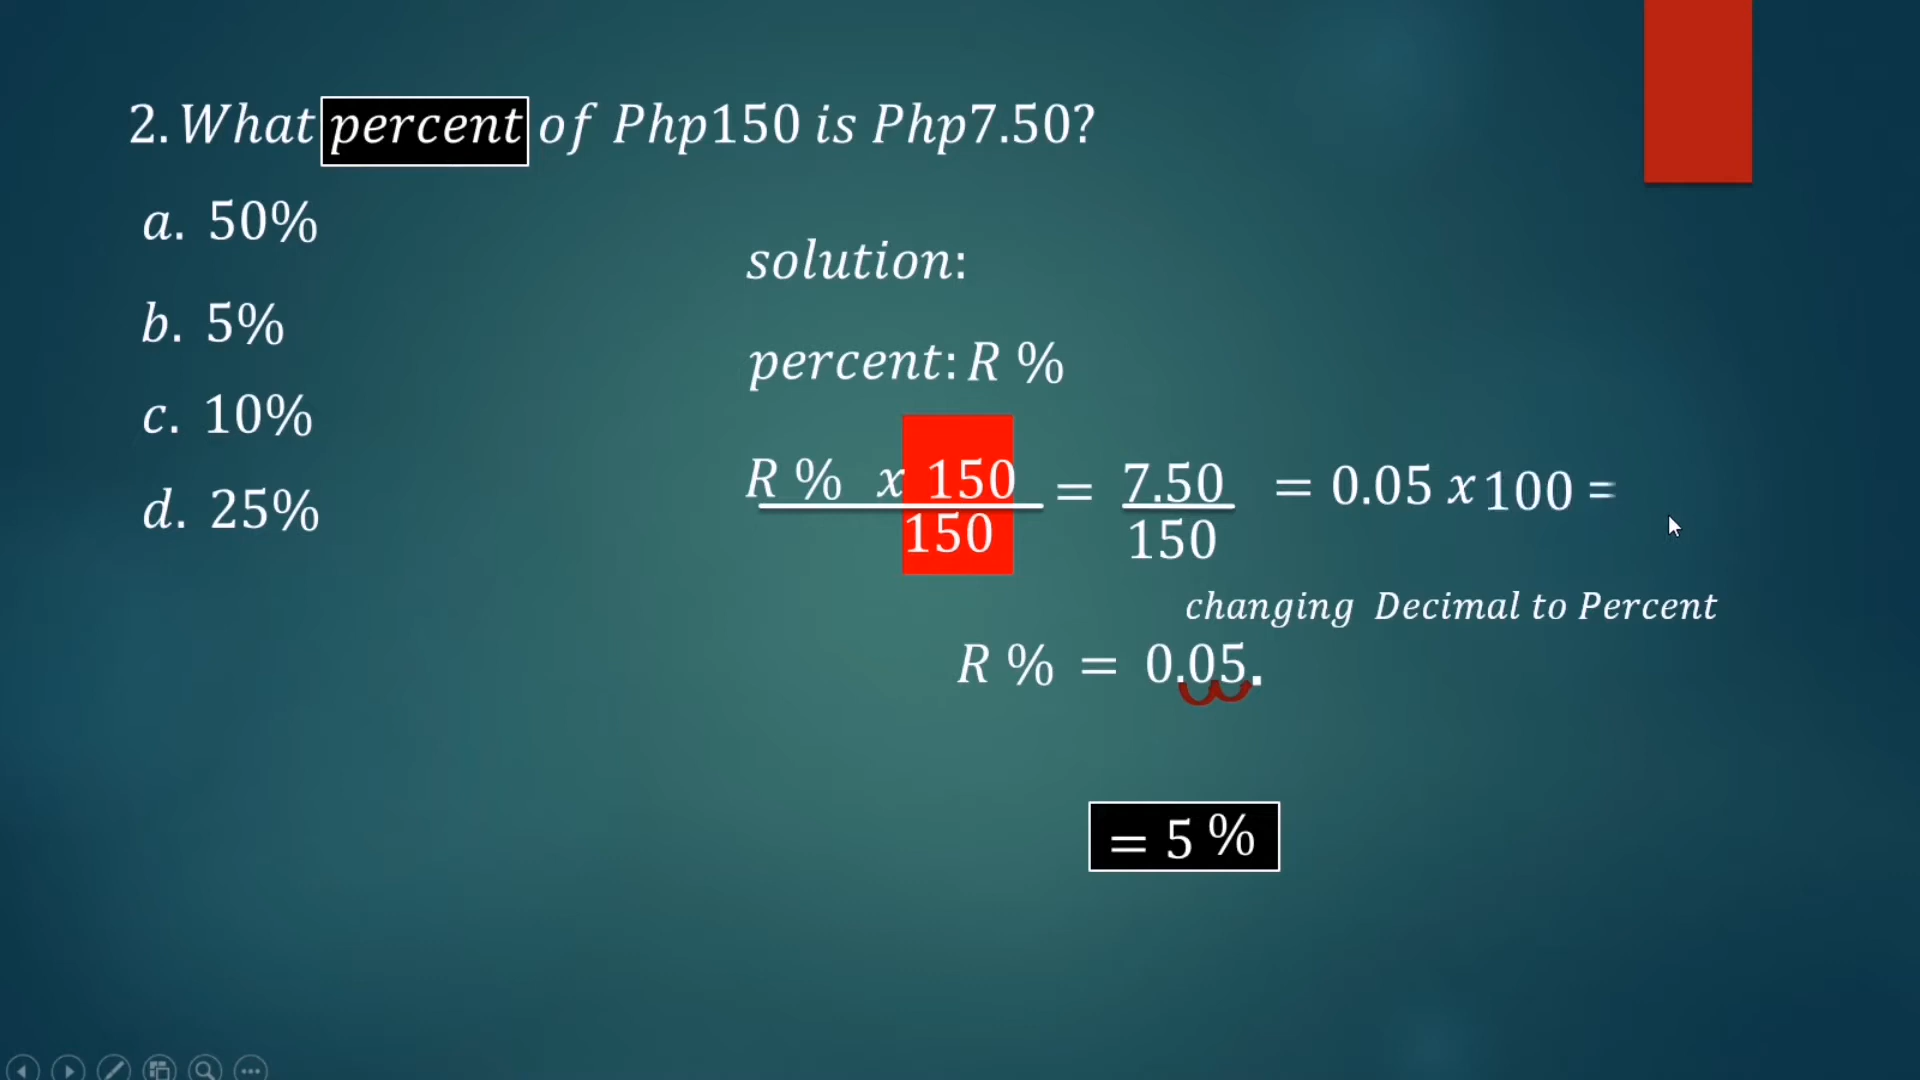 2. What percent of Php150 is Php7.50?
a. 50%
b. 5%
c. 10%
d. 25%
solution:
percent: R %
R % x 150 = 7.50 = 0.05 x 100 =
150 150
changing Decimal to Percent
R % = 0.05.
= 5 %